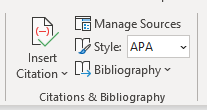 Insert
Citation
Manage Sources
Style: APA
Bibliography
Citations & Bibliography